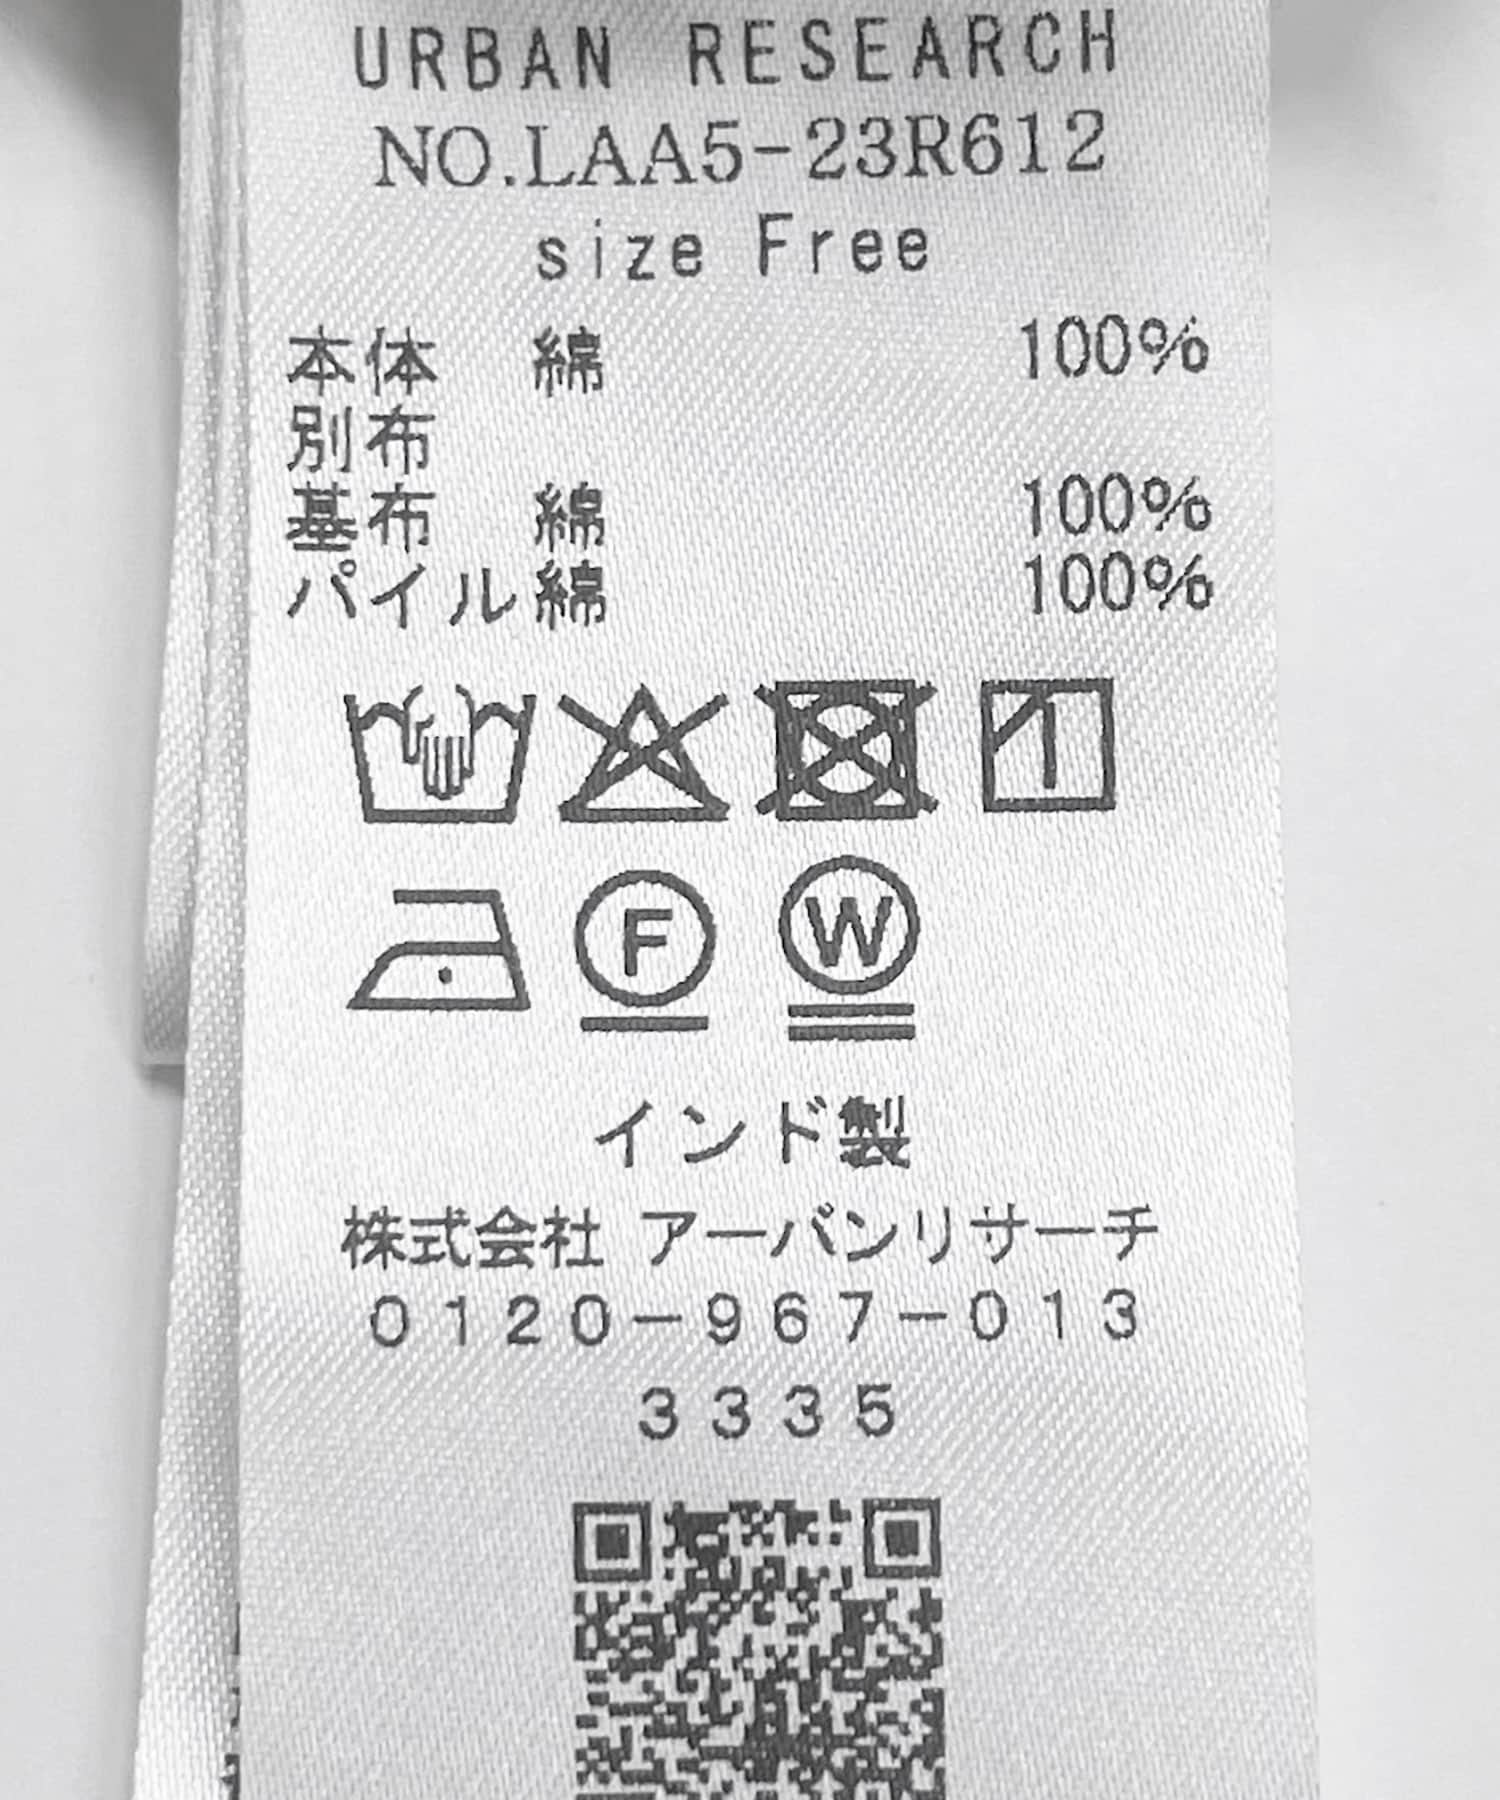 URBAN RESEARCH
NO.LAA5-23R612
size Free
本体 綿 100%
別布
基布 綿 100%
パイル綿 100%
F W
インド製
株式会社 アーバンリサーチ
0120-967-013
3335